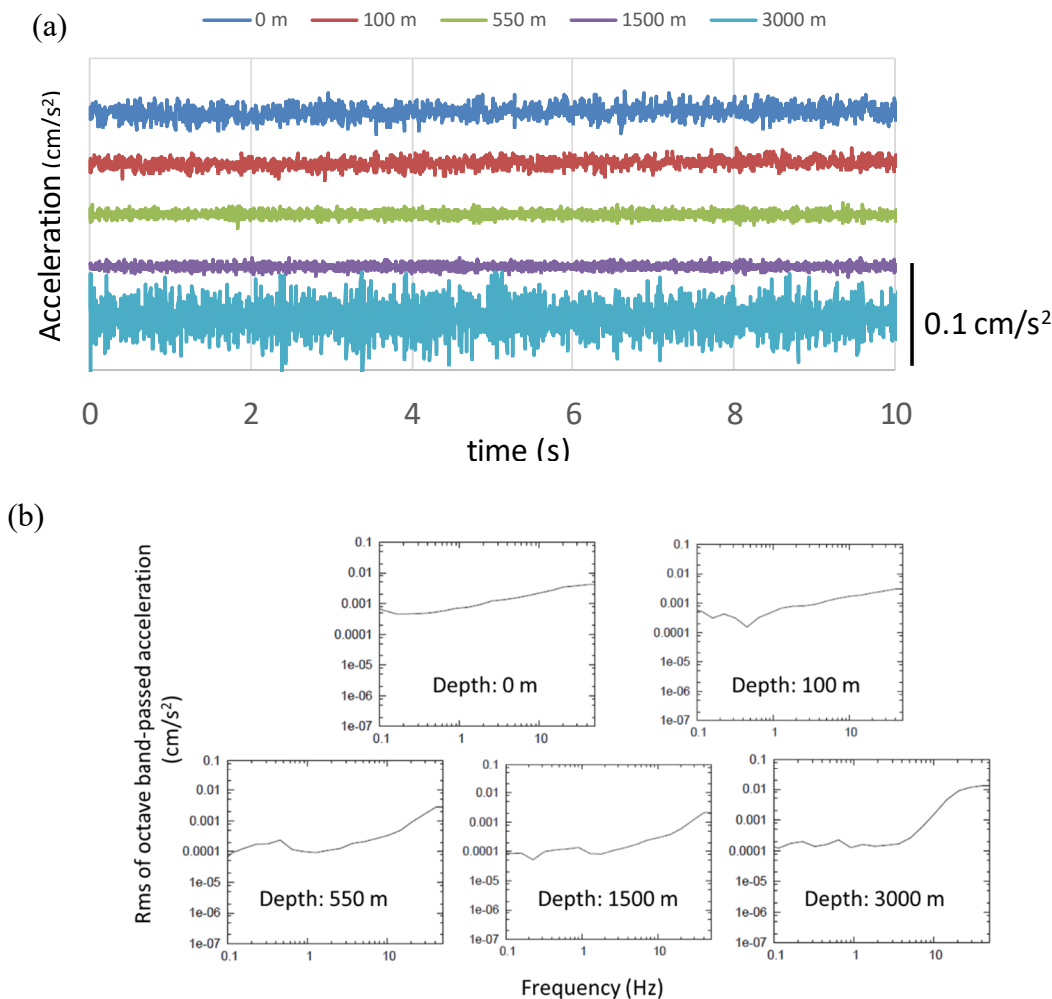 (a)
0 m 100 m 550 m 1500 m 3000 m
Acceleration (cm/s²)
0.1 cm/s²
0 2 4 6 8 10
time (s)
(b)
Rms of octave band-passed acceleration
(cm/s²)
0.1
0.01
0.001
0.0001
1e-05
1e-06
1e-07
0.1 1 10
Depth: 0 m
0.1
0.01
0.001
0.0001
1e-05
1e-06
1e-07
0.1 1 10
Depth: 100 m
0.1
0.01
0.001
0.0001
1e-05
1e-06
1e-07
0.1 1 10
Depth: 550 m
0.1
0.01
0.001
0.0001
1e-05
1e-06
1e-07
0.1 1 10
Depth: 1500 m
0.1
0.01
0.001
0.0001
1e-05
1e-06
1e-07
0.1 1 10
Depth: 3000 m
Frequency (Hz)